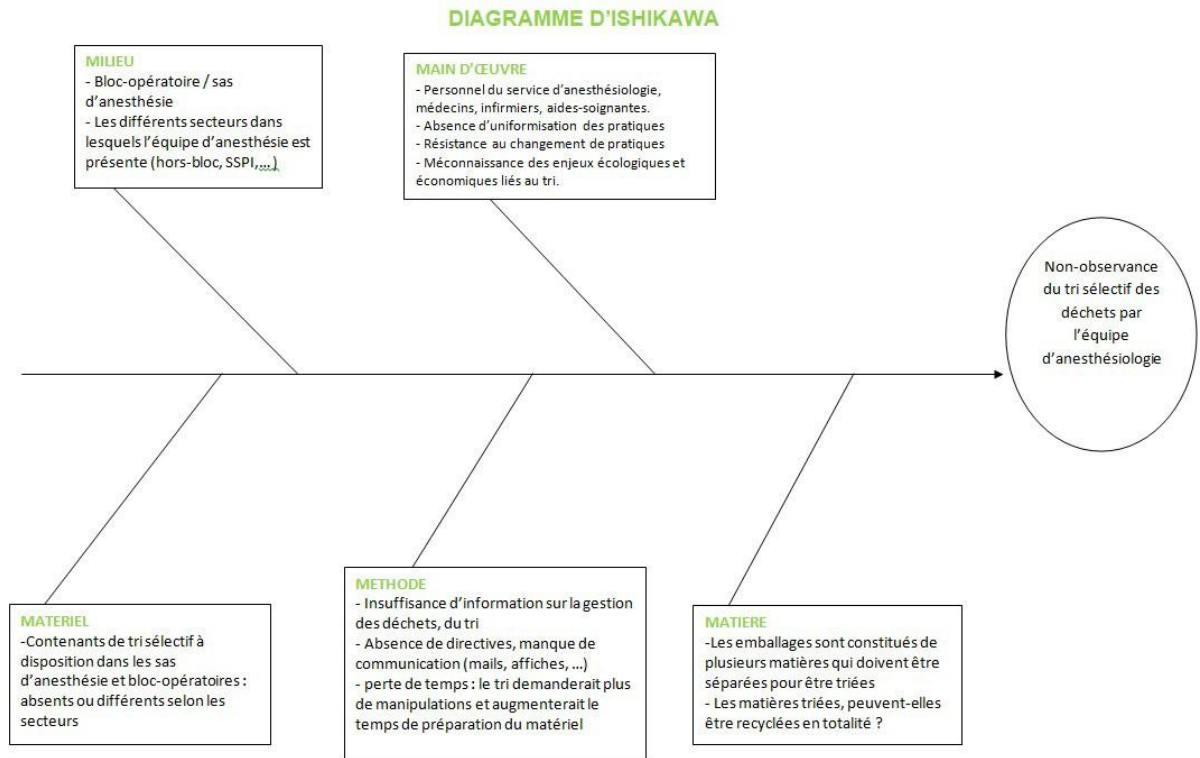 DIAGRAMME D'ISHIKAWA
MILIEU
- Bloc-opératoire / sas
d'anesthésie
- Les différents secteurs dans
lesquels l'équipe d'anesthésie est
présente (hors-bloc, SSPI,...)
MAIN D'ŒUVRE
- Personnel du service d'anesthésiologie,
médecins, infirmiers, aides-soignantes.
- Absence d'uniformisation des pratiques
- Résistance au changement de pratiques
- Méconnaissance des enjeux écologiques et
économiques liés au tri.
Non-observance
du tri sélectif des
déchets par
l'équipe
d'anesthésiologie
MATERIEL
-Contenants de tri sélectif à
disposition dans les sas
d'anesthésie et bloc-opératoires :
absents ou différents selon les
secteurs
METHODE
- Insuffisance d'information sur la gestion
des déchets, du tri
- Absence de directives, manque de
communication (mails, affiches, ...)
- perte de temps : le tri demanderait plus
de manipulations et augmenterait le
temps de préparation du matériel
MATIERE
-Les emballages sont constitués de
plusieurs matières qui doivent être
séparées pour être triées
- Les matières triées, peuvent-elles
être recyclées en totalité ?